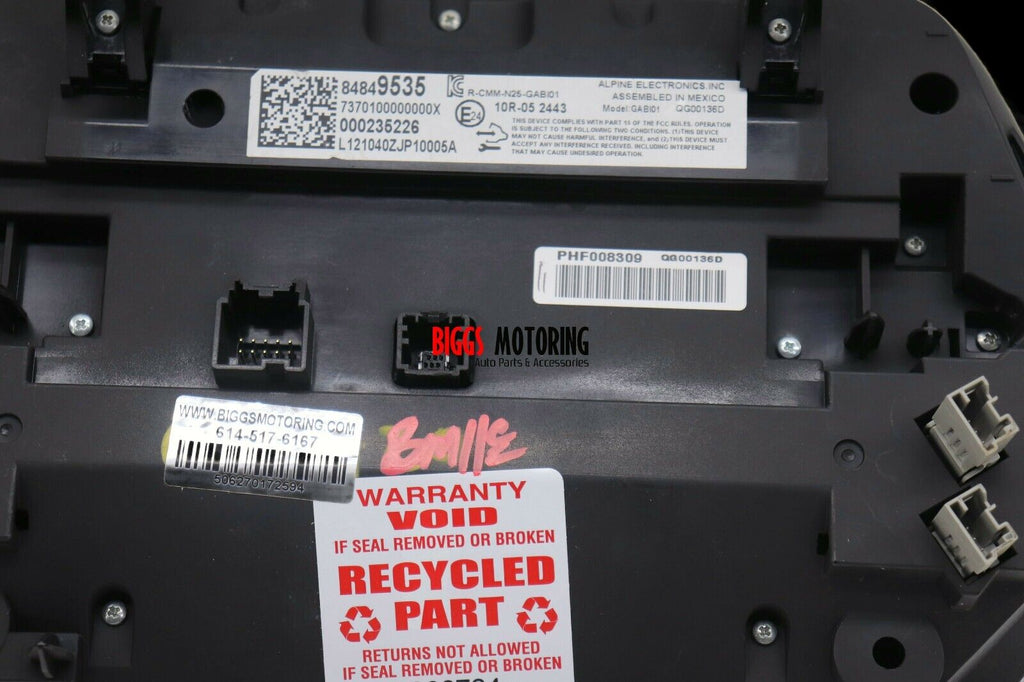 84849535
7370100000000X
000235226
L121040ZJP10005A
R-CMM-N25-GABI01
E24
10R-05 2443
ALPINE ELECTRONICS.INC
ASSEMBLED IN MEXICO
Model:GABI01 QG00136D
THIS DEVICE COMPLIES WITH PART 15 OF THE FCC RULES. OPERATION
IS SUBJECT TO THE FOLLOWING TWO CONDITIONS. (1)THIS DEVICE
MAY NOT CAUSE HARMFUL INTERFERENCE, and (2)THIS DEVICE MUST
ACCEPT ANY INTERFERENCE RECEIVED, INCLUDING INTERFERENCE
THAT MAY CAUSE UNDESIRED OPERATION.
PHF008309 QG00136D
BIGGS MOTORING
Auto Parts & Accessories
WWW.BIGGSMOTORING.COM
614-517-6167
506270172594
WARRANTY
VOID
IF SEAL REMOVED OR BROKEN
RECYCLED
PART
RETURNS NOT ALLOWED
IF SEAL REMOVED OR BROKEN